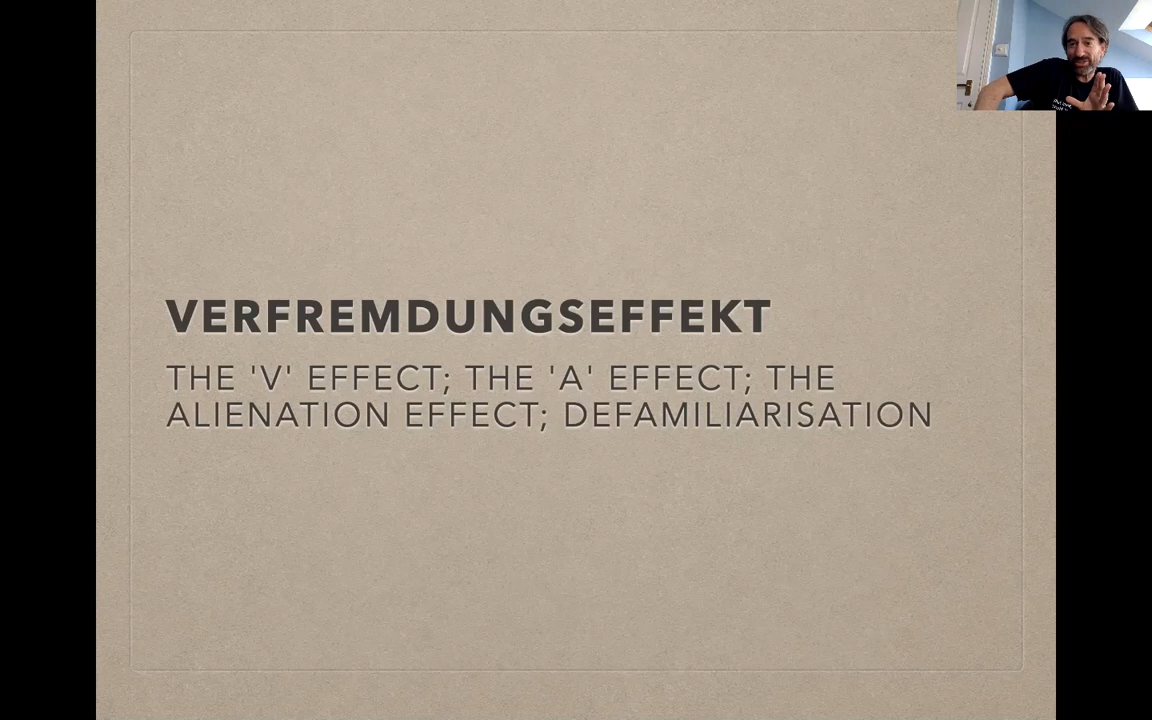 VERFREMDUNGSEFFEKT
THE 'V' EFFECT; THE 'A' EFFECT; THE
ALIENATION EFFECT; DEFAMILIARISATION